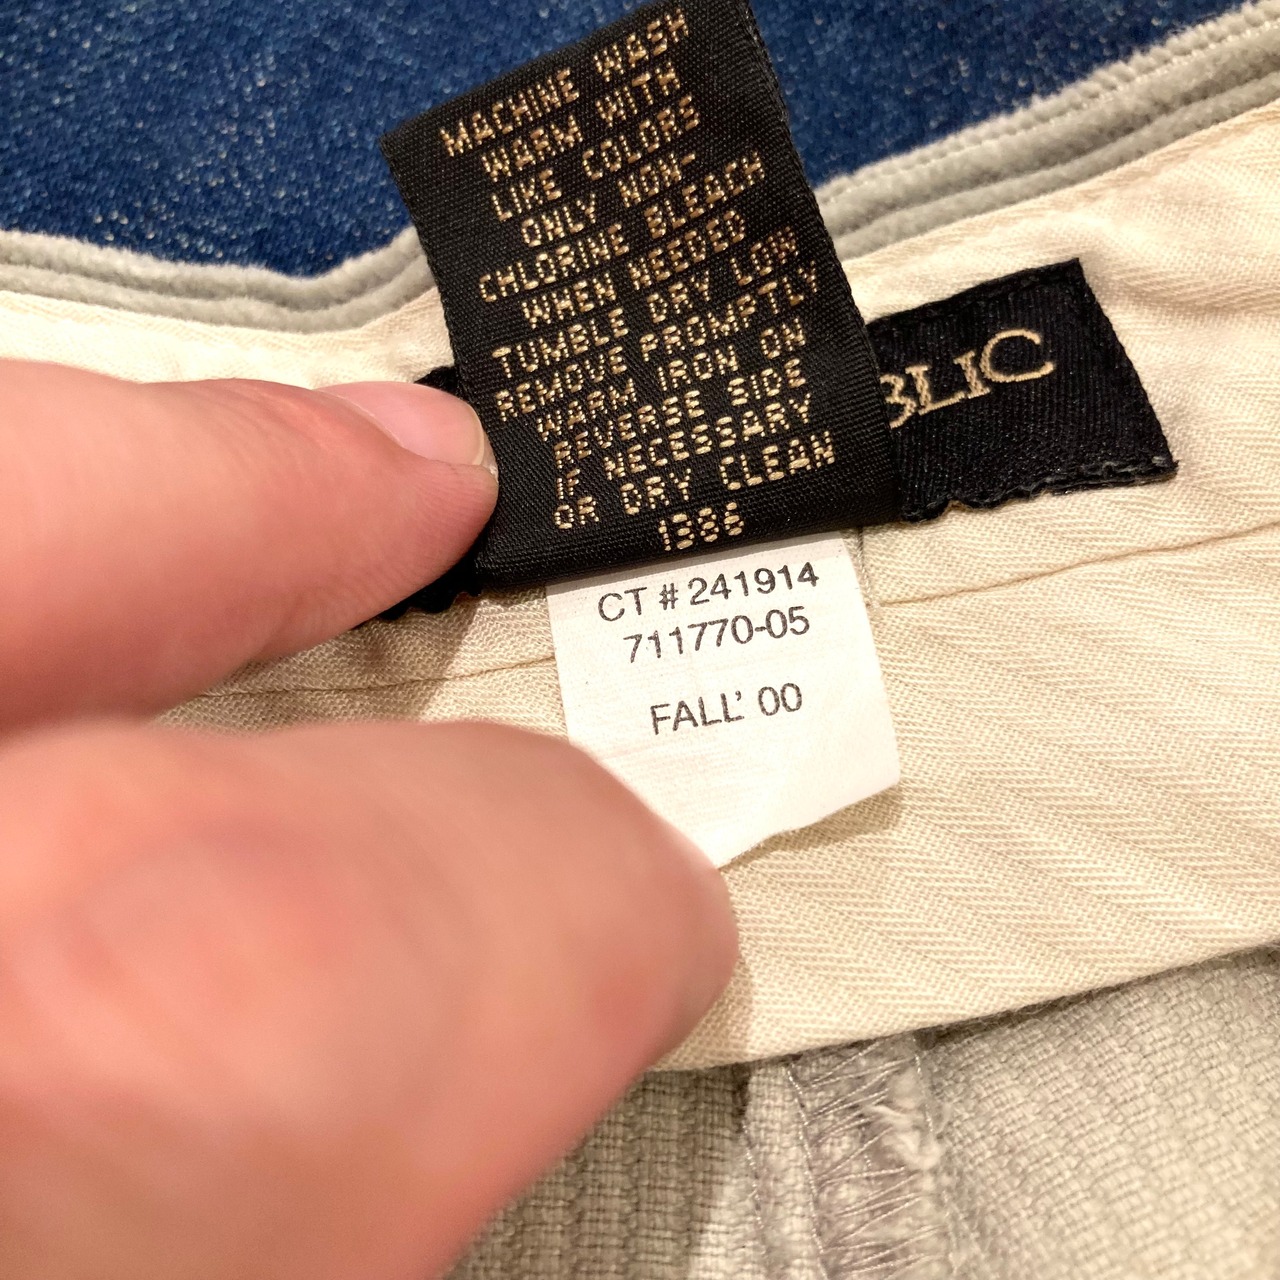 MACHINE WASH
WARM WITH
LIKE COLORS
ONLY NON-
CHLORINE BLEACH
WHEN NEEDED
TUMBLE DRY LOW
REMOVE PROMPTLY
WARM IRON ON
REVERSE SIDE
IF NECESSARY
OR DRY CLEAN
1886
BLIC
CT # 241914
711770-05
FALL' 00